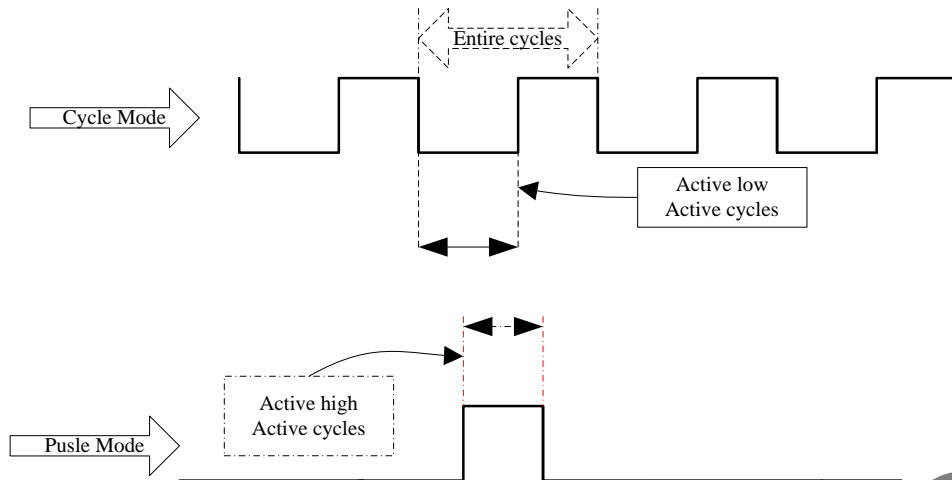 Entire cycles
Cycle Mode
Active low
Active cycles
Active high
Active cycles
Pusle Mode